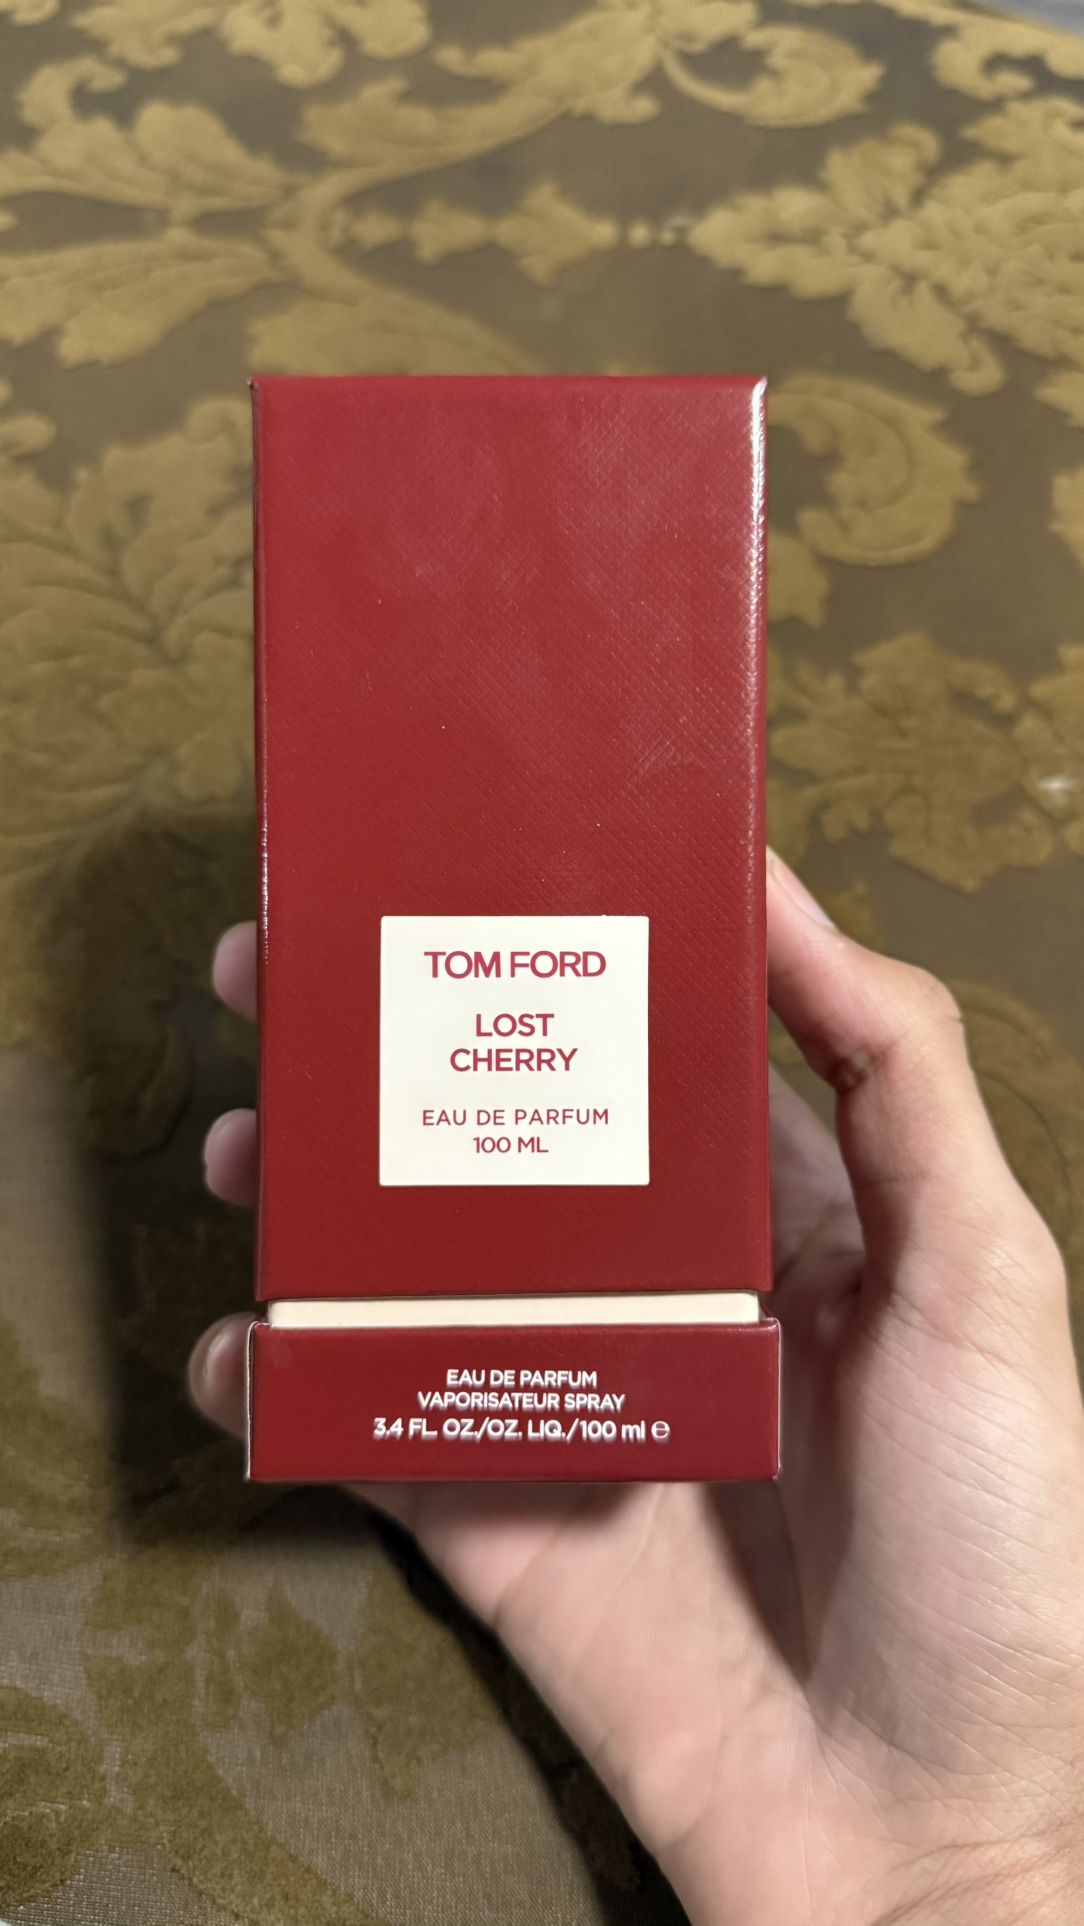 TOM FORD
LOST
CHERRY
EAU DE PARFUM
100 ML
EAU DE PARFUM
VAPORISATEUR SPRAY
3.4 FL. OZ./OZ. LIQ./100 ml ℮